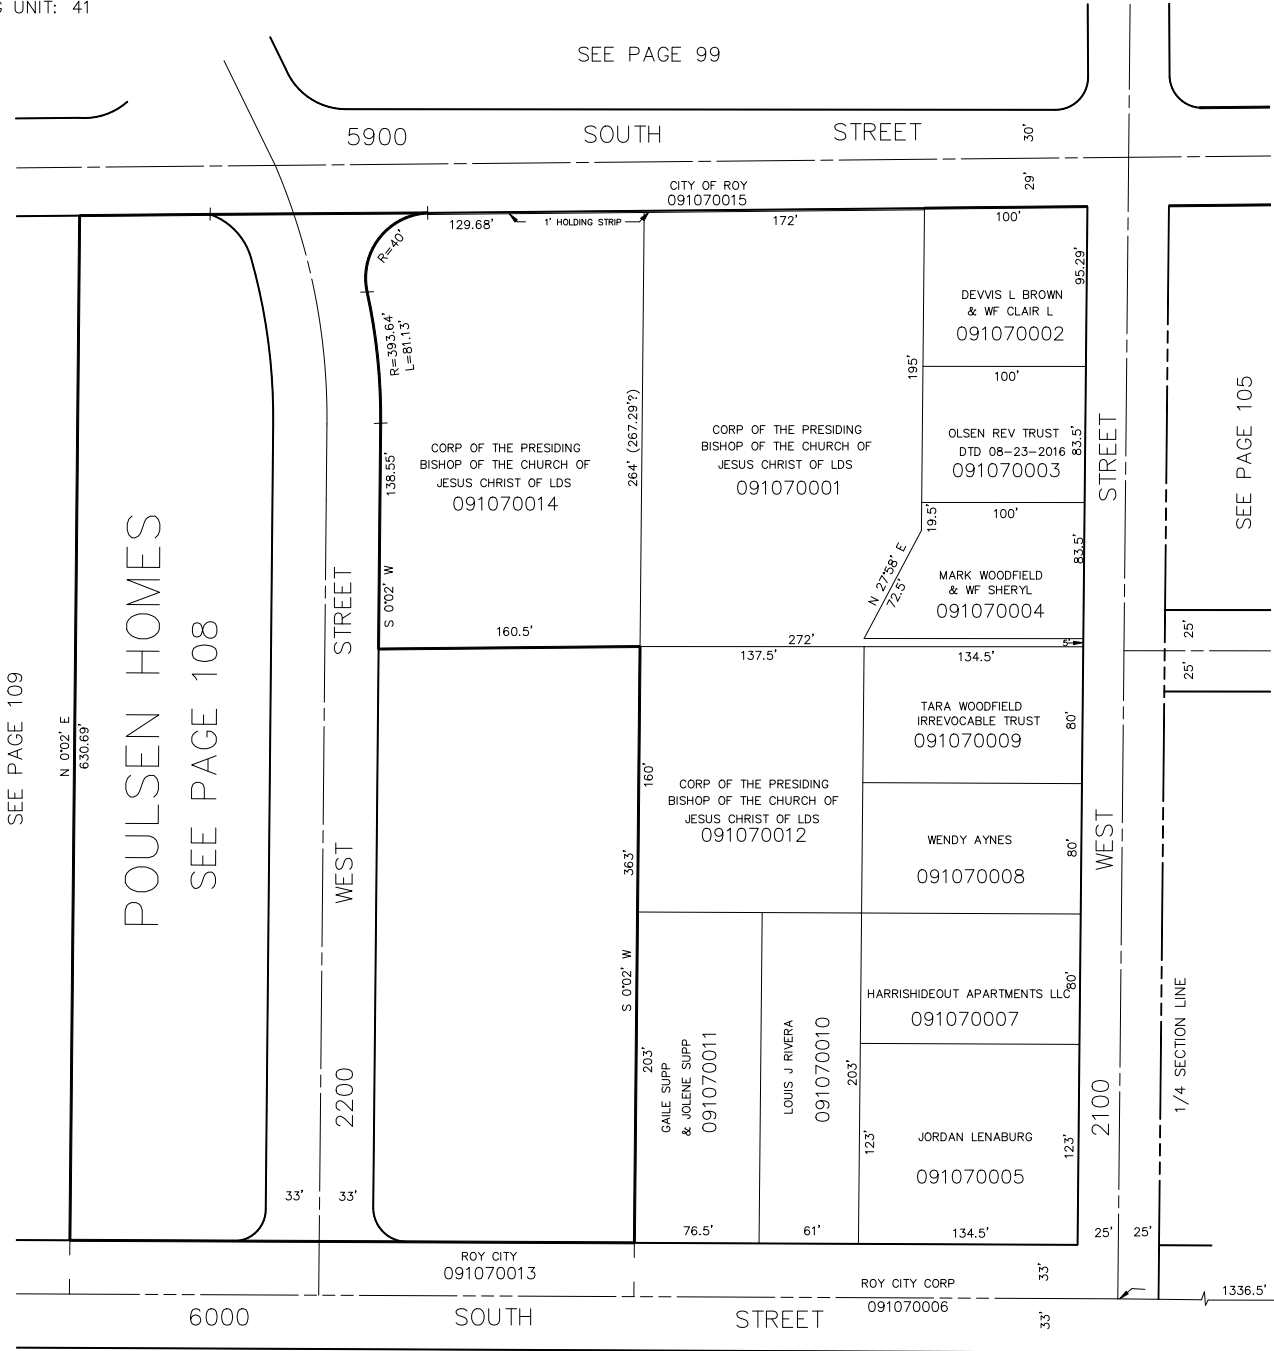 UNIT: 41
SEE PAGE 99
5900 SOUTH STREET
30'
29'
CITY OF ROY
091070015
129.68'
1' HOLDING STRIP
172'
100'
R=40'
95.29'
DEVVIS L BROWN
& WF CLAIR L
091070002
R=393.64'
L=81.13'
195'
100'
SEE PAGE 105
264' (267.29'?)
CORP OF THE PRESIDING
BISHOP OF THE CHURCH OF
JESUS CHRIST OF LDS
091070014
138.55'
S 0°02' W
CORP OF THE PRESIDING
BISHOP OF THE CHURCH OF
JESUS CHRIST OF LDS
091070001
OLSEN REV TRUST
DTD 08-23-2016
091070003
83.5'
19.5'
100'
N 27°58' E
72.5'
MARK WOODFIELD
& WF SHERYL
091070004
83.5'
160.5'
272'
5'
137.5'
134.5'
25'
25'
SEE PAGE 109
N 0°02' E
630.69'
POULSEN HOMES
SEE PAGE 108
2200 WEST STREET
2100 WEST STREET
TARA WOODFIELD
IRREVOCABLE TRUST
091070009
80'
160'
CORP OF THE PRESIDING
BISHOP OF THE CHURCH OF
JESUS CHRIST OF LDS
091070012
363'
S 0°02' W
WENDY AYNES
091070008
80'
HARRISHIDEOUT APARTMENTS LLC
091070007
80'
1/4 SECTION LINE
203'
GAILE SUPP
& JOLENE SUPP
091070011
LOUIS J RIVERA
091070010
203'
123'
JORDAN LENABURG
091070005
123'
33'
33'
76.5'
61'
134.5'
25'
25'
ROY CITY
091070013
33'
ROY CITY CORP
091070006
33'
1336.5'
6000 SOUTH STREET